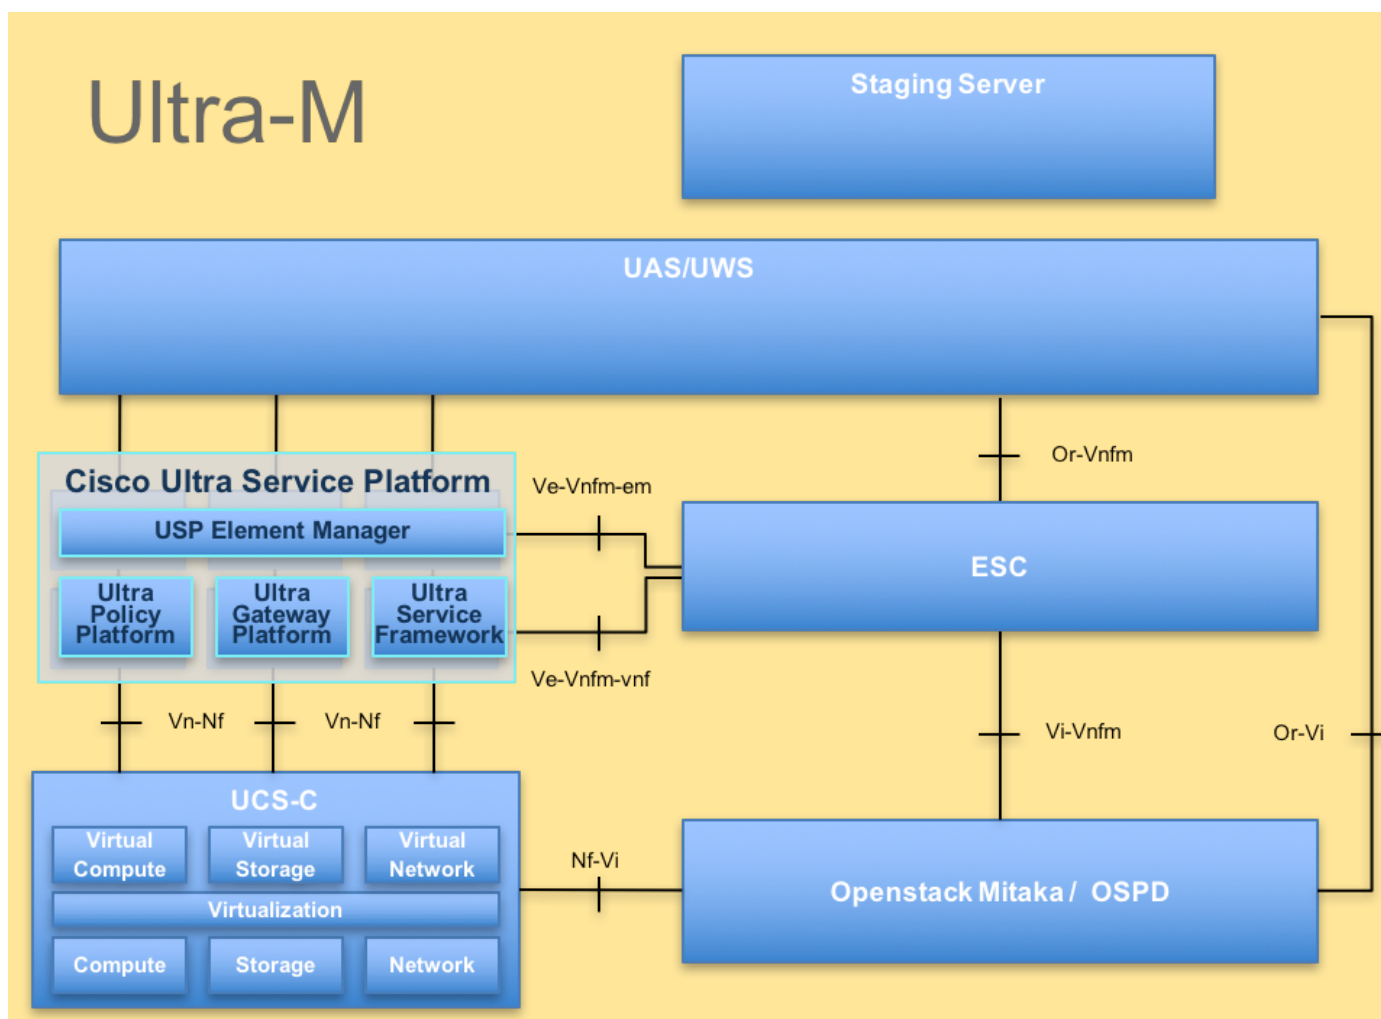 Ultra-M
Staging Server
UAS/UWS
Or-Vnfm
Cisco Ultra Service Platform
Ve-Vnfm-em
USP Element Manager
ESC
Ultra
Policy
Platform
Ultra
Gateway
Platform
Ultra
Service
Framework
Ve-Vnfm-vnf
Vn-Nf
Vn-Nf
Vi-Vnfm
Or-Vi
UCS-C
Virtual
Compute
Virtual
Storage
Virtual
Network
Nf-Vi
Openstack Mitaka / OSPD
Virtualization
Compute
Storage
Network